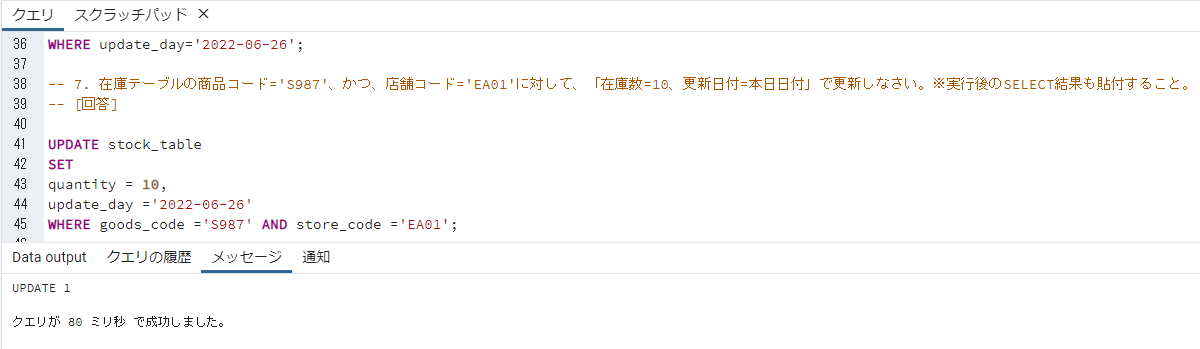 クエリ スクラッチパッド ×
36 WHERE update_day='2022-06-26';
37
38 -- 7. 在庫テーブルの商品コード='S987'、かつ、店舗コード='EA01'に対して、「在庫数=10、更新日付=本日日付」で更新しなさい。※実行後のSELECT結果も貼付すること。
39 -- [回答]
40
41 UPDATE stock_table
42 SET
43 quantity = 10,
44 update_day ='2022-06-26'
45 WHERE goods_code ='S987' AND store_code ='EA01';
Data output クエリの履歴 メッセージ 通知
UPDATE 1
クエリが 80 ミリ秒 で成功しました。